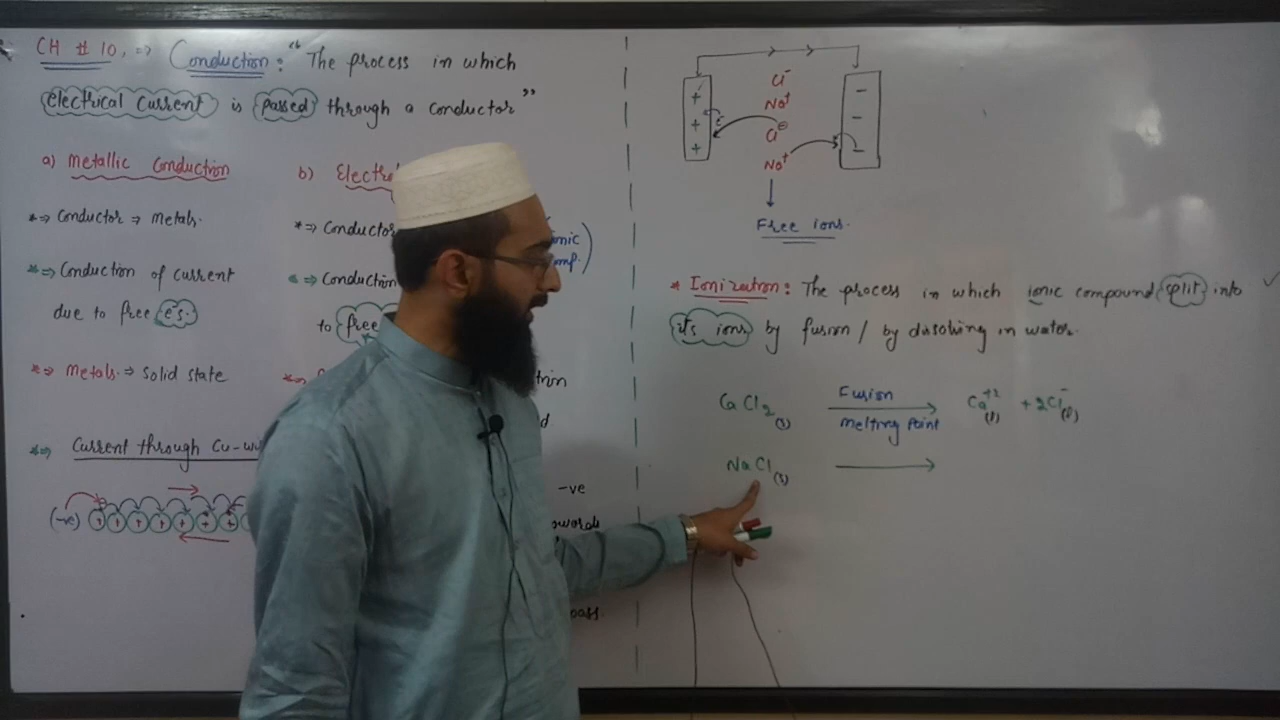 CH # 10, ⇒ Conduction: "The process in which
electrical current is passed through a conductor"
a) Metallic Conduction
*⇒ Conductor ⇒ Metals.
*⇒ Conduction of current
due to free e's.
*⇒ Metals ⇒ Solid state
*⇒ Current through Cu-
(-ve) + + + + + + +
b)
*⇒ Conductor
*⇒ Conduction
to free
-ve
pass.
+ -
+ -
+ -
Cl⁻
Na⁺
Cl⊖
Na⁺
e⁻
Free ions.
* Ionization: The process in which ionic compound split into
its ions by fusion / by dissolving in water.
CaCl₂(s) Fusion → Melting Point Ca⁺²(l) + 2Cl⁻(l)
NaCl(s) →